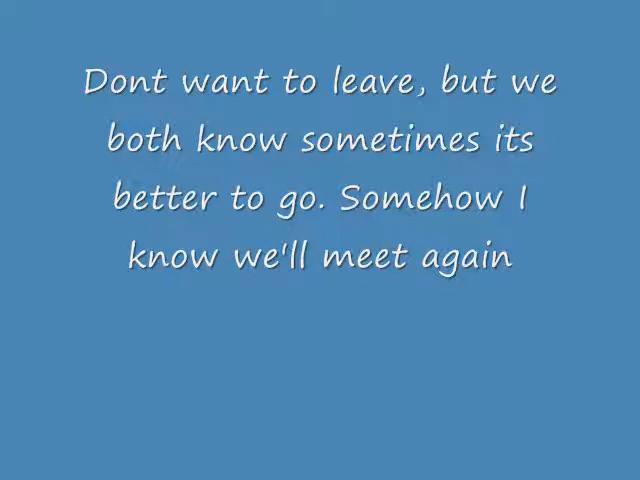 Dont want to leave, but we
both know sometimes its
better to go. Somehow I
know we'll meet again